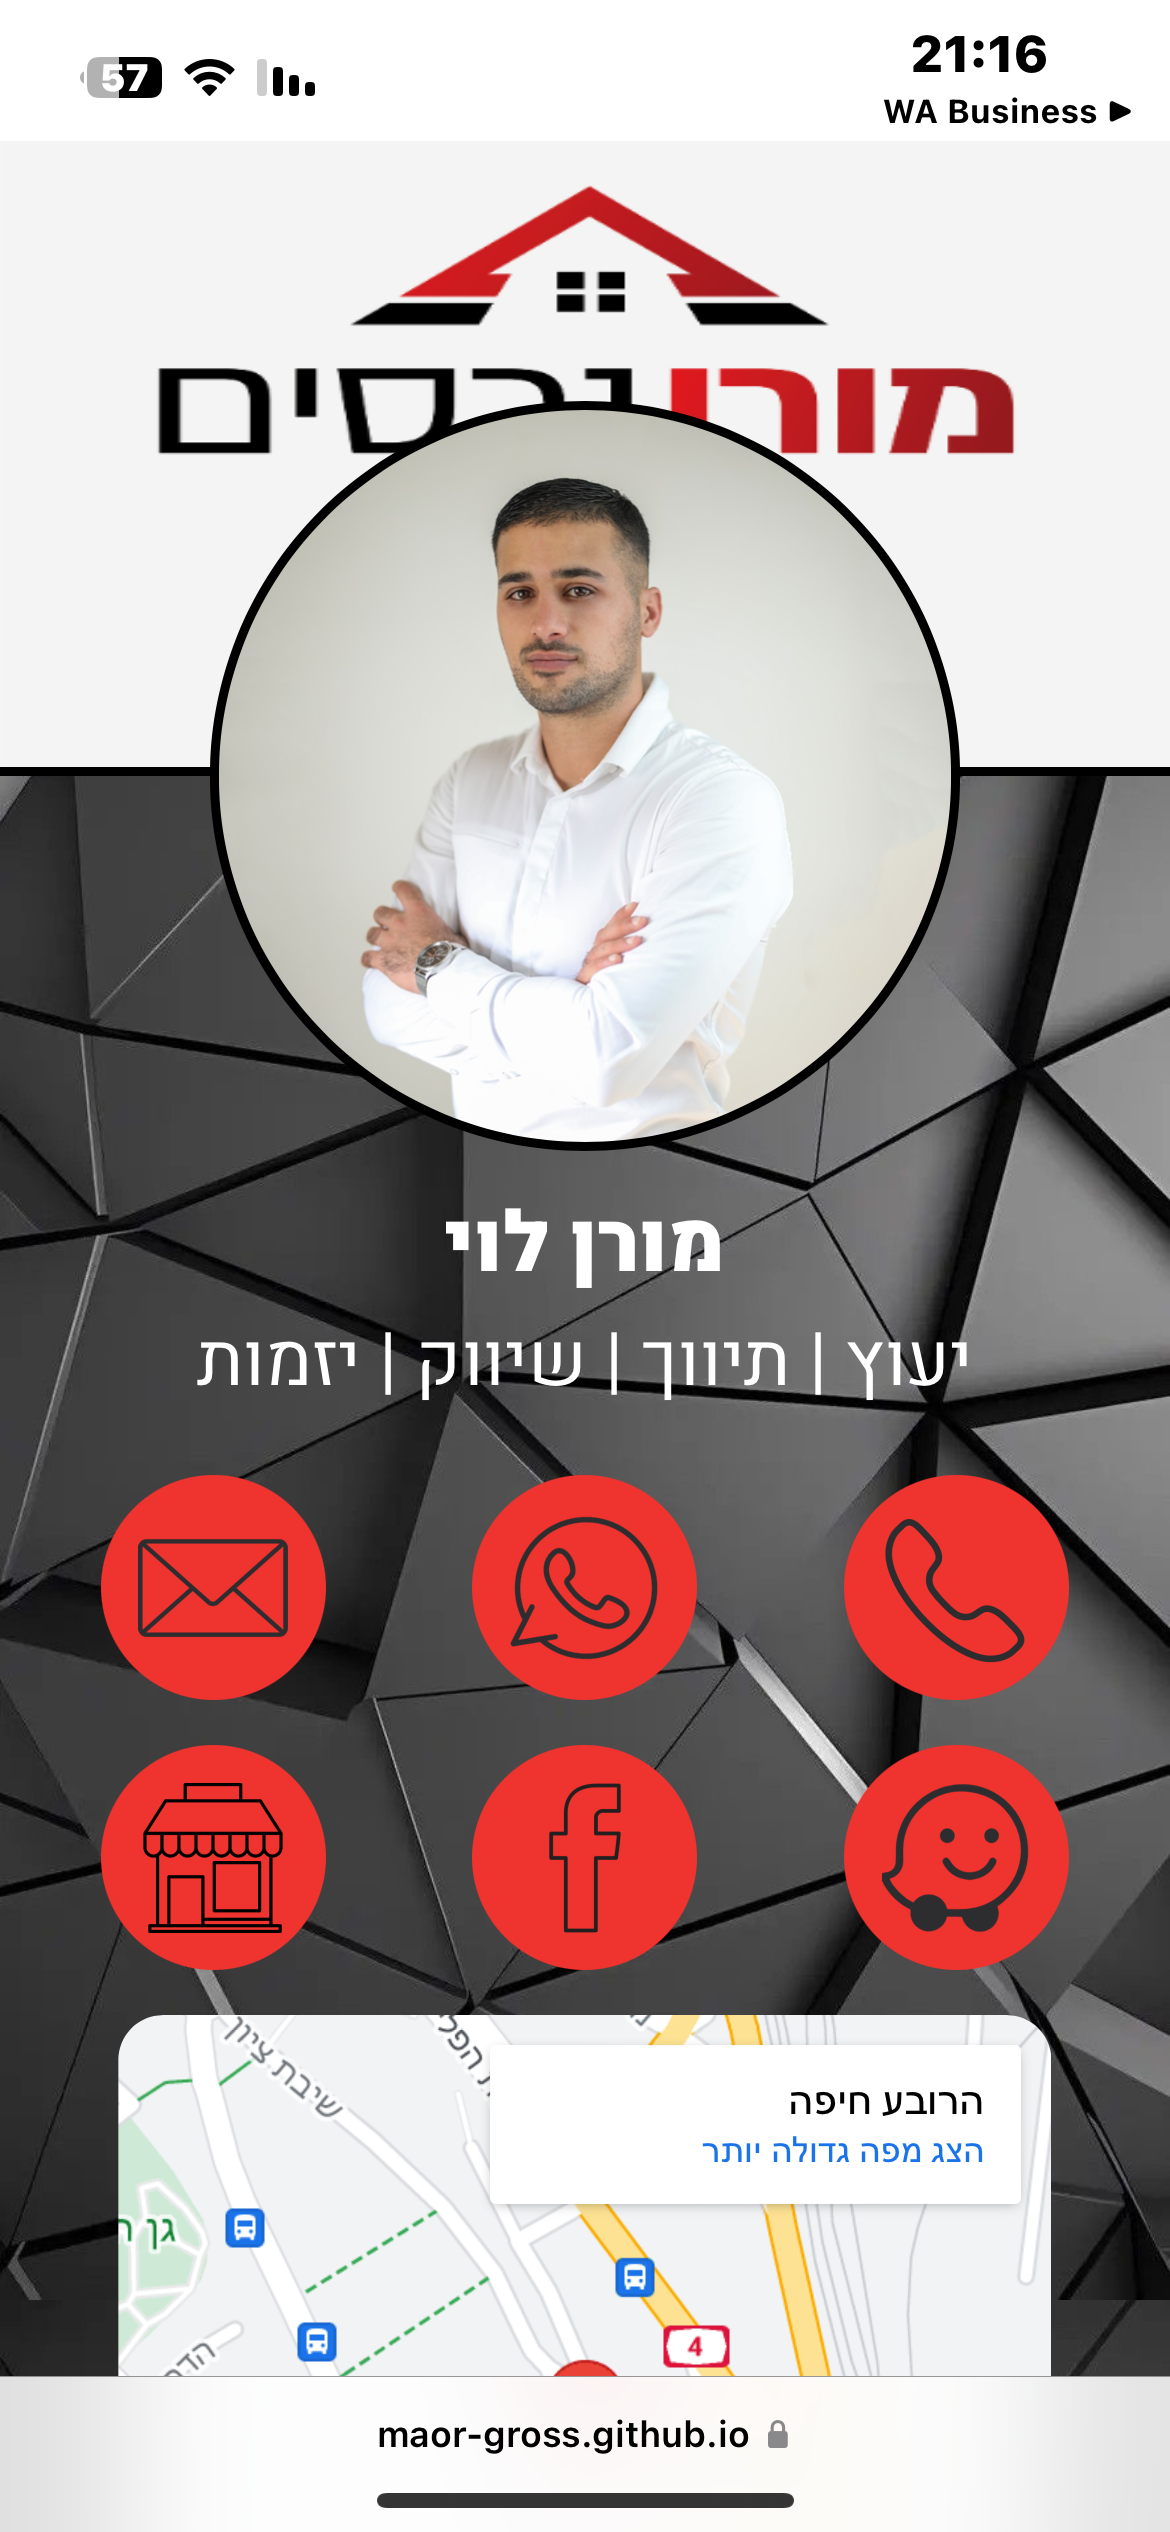 21:16
57
WA Business ►
מורן
לוי
מורן לוי
יעוץ | תיווך | שיווק | יזמות
שיבת ציון
הרובע חיפה
הצג מפה גדולה יותר
גן
4
maor-gross.github.io